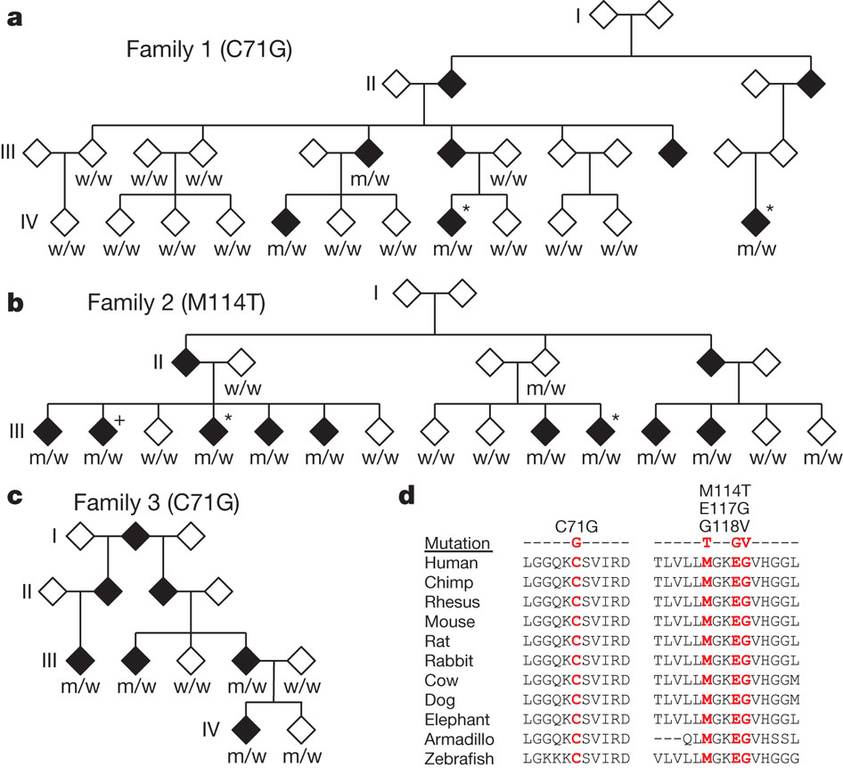 a
I
Family 1 (C71G)
II
III
w/w w/w w/w m/w w/w
IV * *
w/w w/w w/w w/w m/w w/w w/w m/w w/w w/w w/w m/w
b
I
Family 2 (M114T)
II
w/w m/w
III + * *
m/w m/w w/w m/w m/w m/w w/w w/w w/w m/w m/w m/w m/w w/w m/w
c
Family 3 (C71G)
I
II
III
m/w m/w w/w m/w w/w
IV
m/w m/w
d
M114T
E117G
C71G G118V
Mutation ------G----- ------T--GV------
Human LGGQKCSVIRD TLVLLMGKEGVHGGL
Chimp LGGQKCSVIRD TLVLLMGKEGVHGGL
Rhesus LGGQKCSVIRD TLVLLMGKEGVHGGL
Mouse LGGQKCSVIRD TLVLLMGKEGVHGGL
Rat LGGQKCSVIRD TLVLLMGKEGVHGGL
Rabbit LGGQKCSVIRD TLVLLMGKEGVHGGL
Cow LGGQKCSVIRD TLVLLMGKEGVHGGM
Dog LGGQKCSVIRD TLVLLMGKEGVHGGM
Elephant LGGQKCSVIRD TLVLLMGKEGVHGGL
Armadillo LGGQKCSVIRD ---QLMGKEGVHSSL
Zebrafish LGKKKCSVIRD VLVLLMGKEGVHGGG